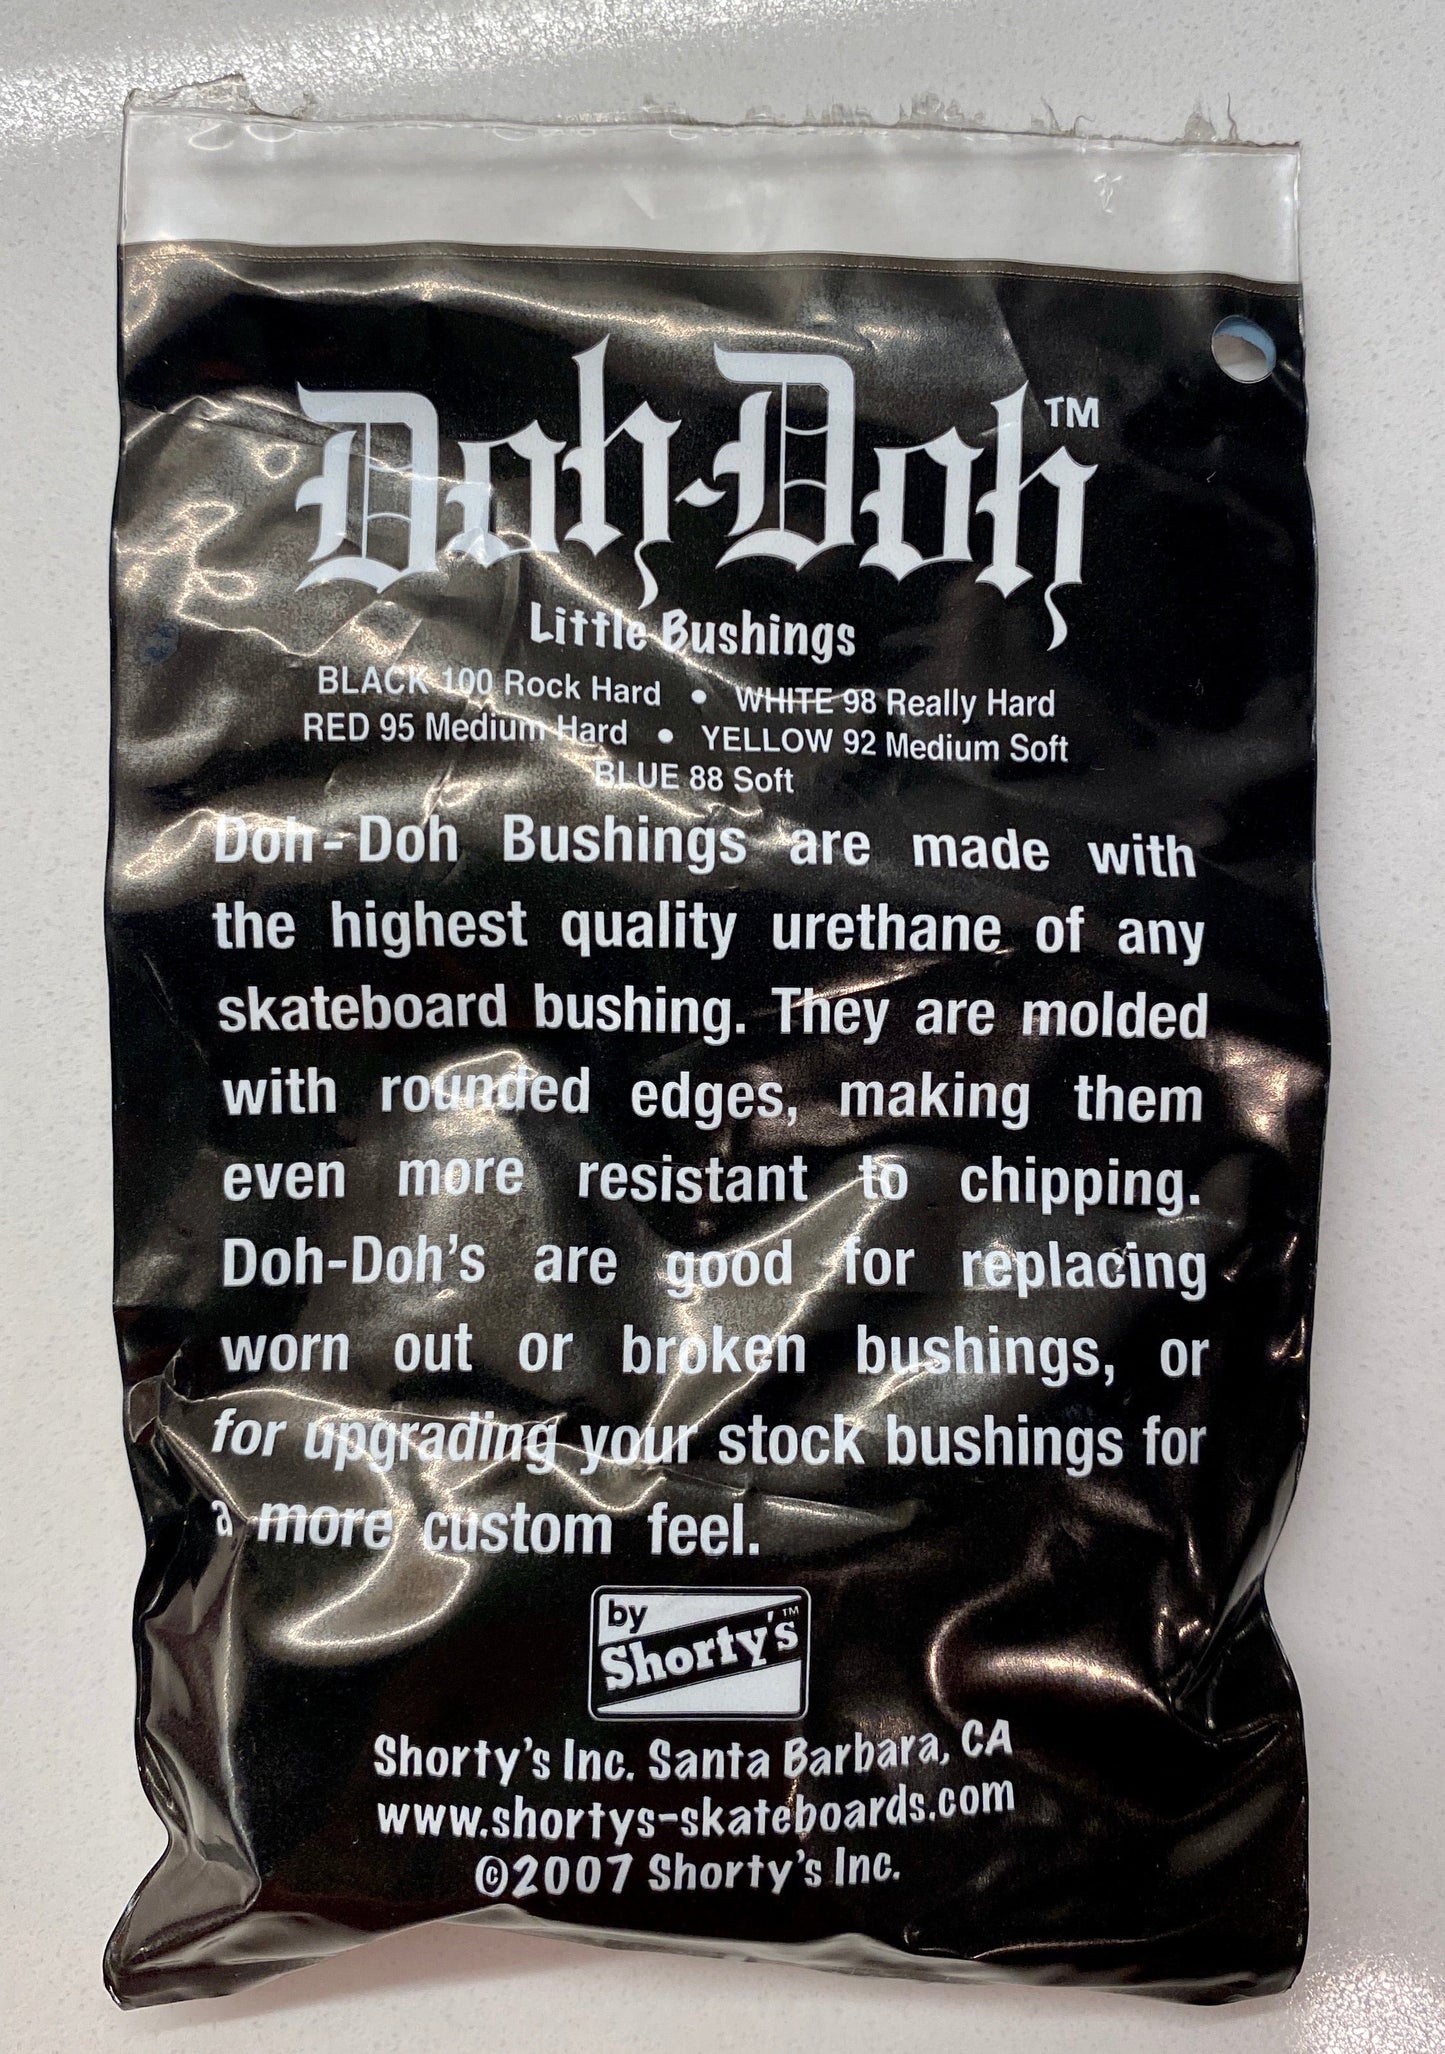 Doh-Doh™
Little Bushings
BLACK 100 Rock Hard • WHITE 98 Really Hard
RED 95 Medium Hard • YELLOW 92 Medium Soft
BLUE 88 Soft
Doh-Doh Bushings are made with
the highest quality urethane of any
skateboard bushing. They are molded
with rounded edges, making them
even more resistant to chipping.
Doh-Doh's are good for replacing
worn out or broken bushings, or
for upgrading your stock bushings for
a more custom feel.
by
Shorty's™
Shorty's Inc. Santa Barbara, CA
www.shortys-skateboards.com
©2007 Shorty's Inc.